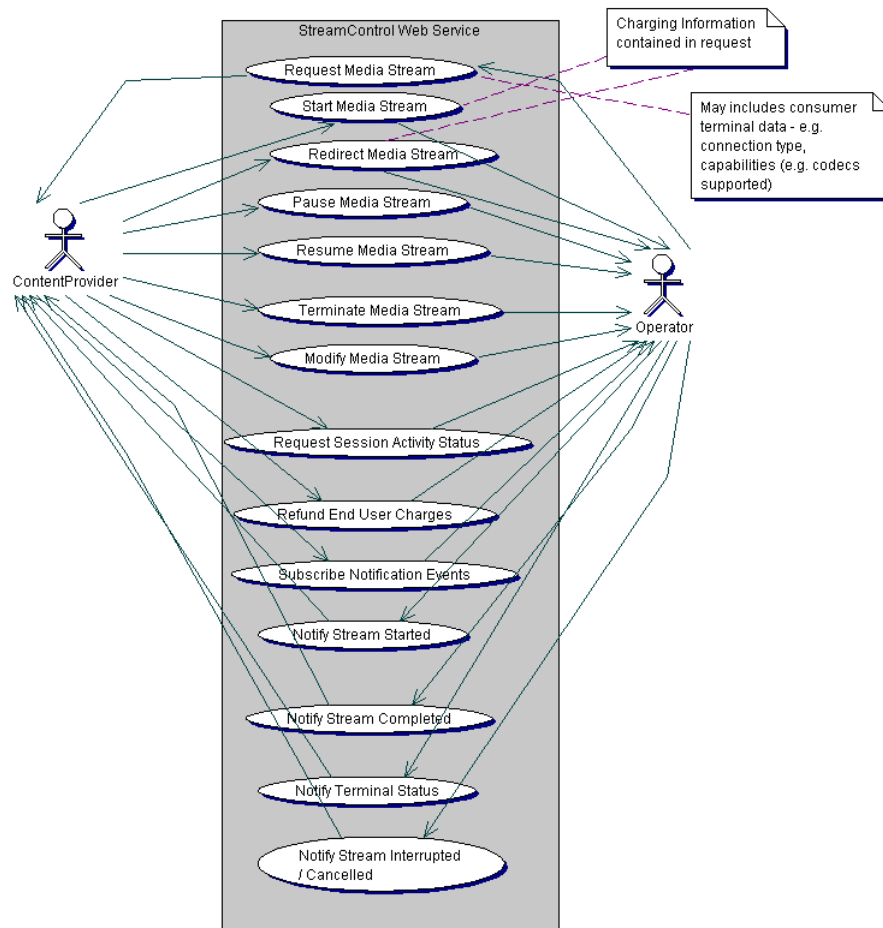 StreamControl Web Service
Charging Information
contained in request
Request Media Stream
Start Media Stream
May includes consumer
terminal data - e.g.
connection type,
capabilities (e.g. codecs
supported)
Redirect Media Stream
Pause Media Stream
Resume Media Stream
ContentProvider
Terminate Media Stream
Operator
Modify Media Stream
Request Session Activity Status
Refund End User Charges
Subscribe Notification Events
Notify Stream Started
Notify Stream Completed
Notify Terminal Status
Notify Stream Interrupted
/ Cancelled